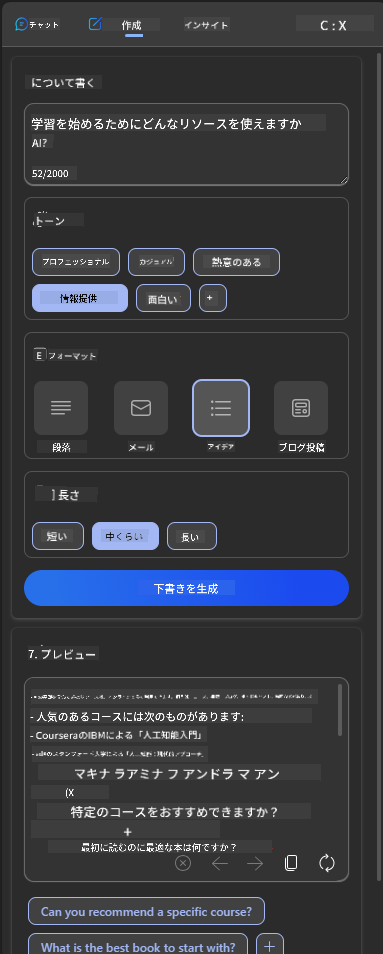 チャット
作成
インサイト
C : X
について書く
学習を始めるためにどんなリソースを使えますか
AI?
52/2000
トーン
プロフェッショナル
カジュアル
熱意のある
情報提供
面白い
+
E フォーマット
段落
メール
アイデア
ブログ投稿
長さ
短い
中くらい
長い
下書きを生成
7. プレビュー
- 人気のあるコースには次のものがあります:
- CourseraのIBMによる「人工知能入門」
マキナ ラアミナ フ アンドラ マ アン
(X
特定のコースをおすすめできますか？
+
最初に読むのに最適な本は何ですか？
Can you recommend a specific course?
What is the best book to start with?
+